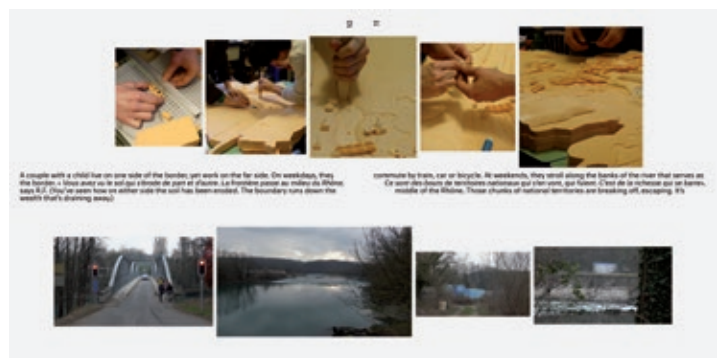 A couple with a child live on one side of the border, yet work on the far side. On weekdays, they commute by train, car or bicycle. At weekends, they stroll along the banks of the river that serves as
the border. « Vous avez vu le sol qui s'érode de part et d'autre. La frontière passe au milieu du Rhône. Ce sont des bouts de territoires nationaux qui s'en vont, qui fuient. C'est de la richesse qui se barre»,
says R.F. (You've seen how on either side the soil has been eroded. The boundary runs down the middle of the Rhône. Those chunks of national territories are breaking off, escaping. It's
wealth that's draining away.)